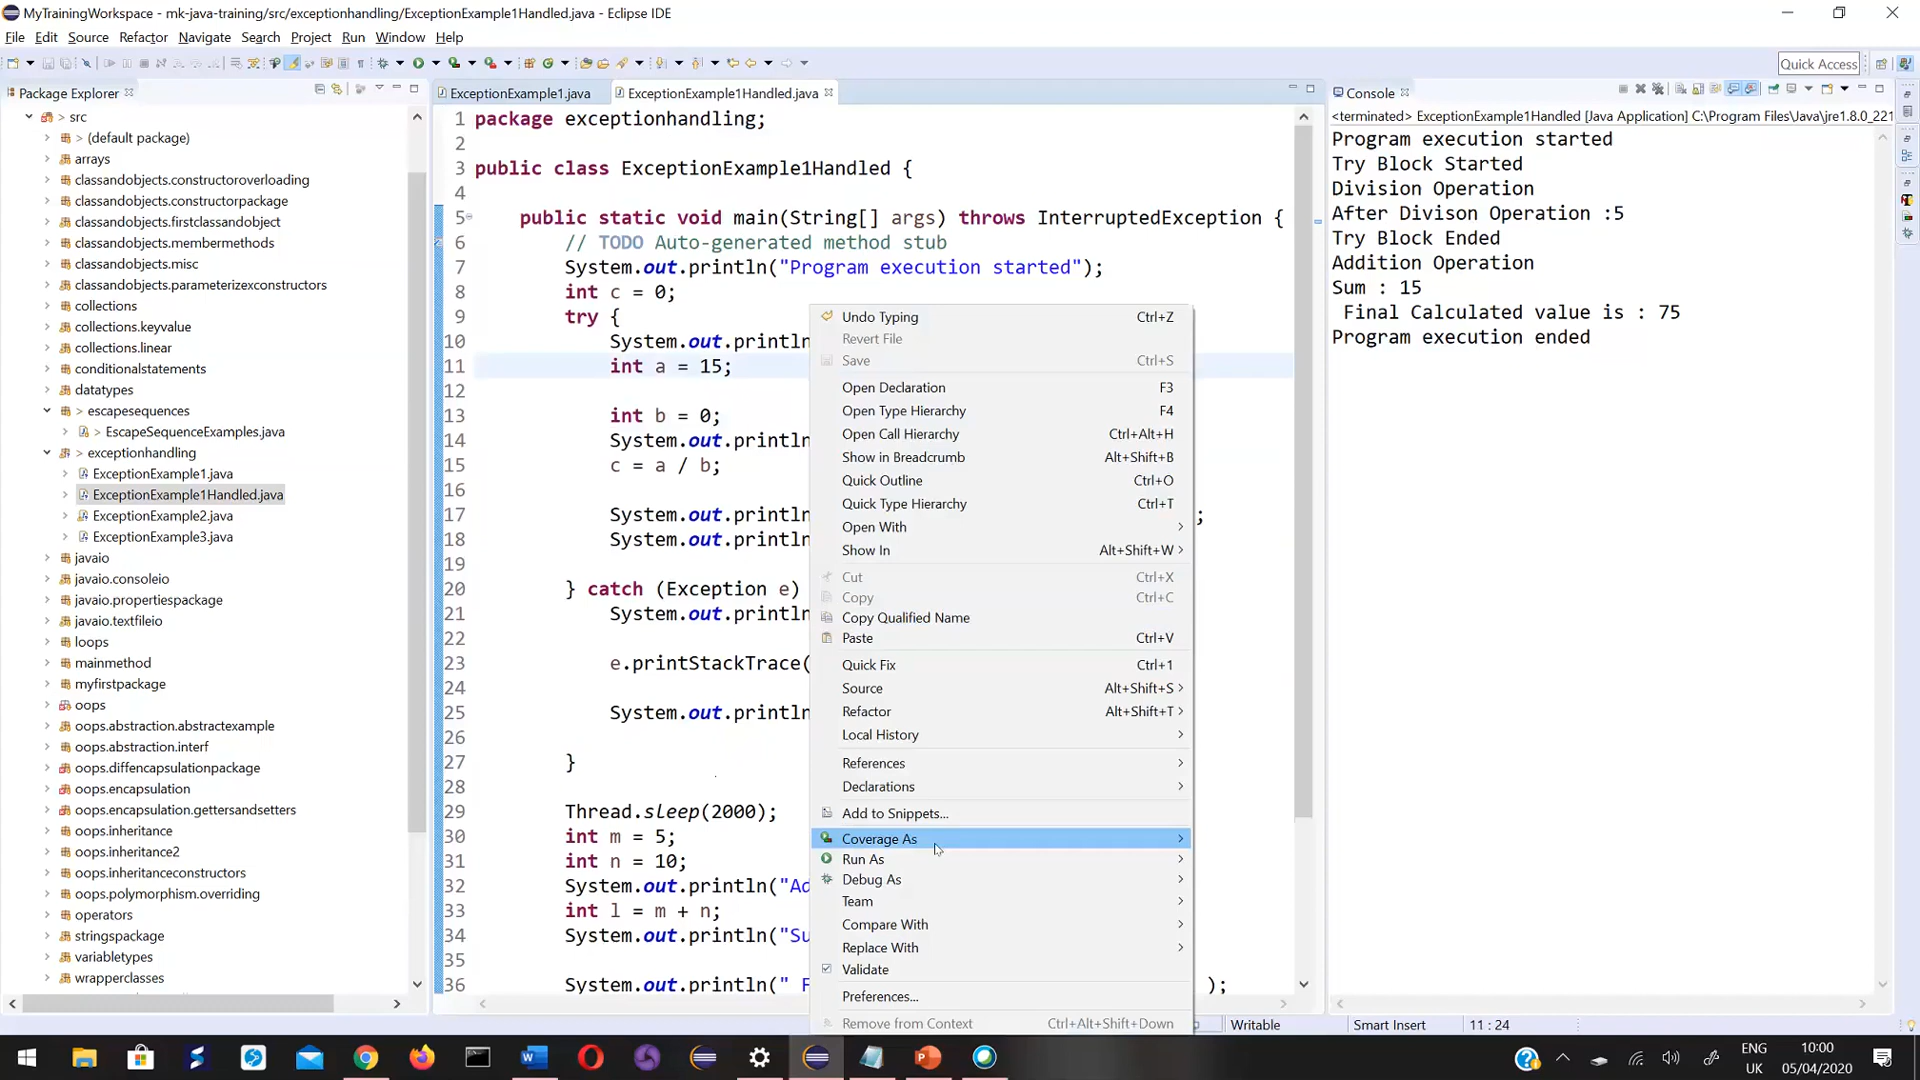 MyTrainingWorkspace - mk-java-training/src/exceptionhandling/ExceptionExample1Handled.java - Eclipse IDE
File Edit Source Refactor Navigate Search Project Run Window Help
Quick Access
Package Explorer
> src
> (default package)
arrays
classandobjects.constructoroverloading
classandobjects.constructorpackage
classandobjects.firstclassandobject
classandobjects.membermethods
classandobjects.misc
classandobjects.parameterizexconstructors
collections
collections.keyvalue
collections.linear
conditionalstatements
datatypes
> escapesequences
> EscapeSequenceExamples.java
> exceptionhandling
ExceptionExample1.java
ExceptionExample1Handled.java
ExceptionExample2.java
ExceptionExample3.java
javaio
javaio.consoleio
javaio.propertiespackage
javaio.textfileio
loops
mainmethod
myfirstpackage
oops
oops.abstraction.abstractexample
oops.abstraction.interf
oops.diffencapsulationpackage
oops.encapsulation
oops.encapsulation.gettersandsetters
oops.inheritance
oops.inheritance2
oops.inheritanceconstructors
oops.polymorphism.overriding
operators
stringspackage
variabletypes
wrapperclasses
ExceptionExample1.java ExceptionExample1Handled.java
1 package exceptionhandling;
2
3 public class ExceptionExample1Handled {
4
5 public static void main(String[] args) throws InterruptedException {
6 // TODO Auto-generated method stub
7 System.out.println("Program execution started");
8 int c = 0;
9 try {
10 System.out.println
11 int a = 15;
12
13 int b = 0;
14 System.out.println
15 c = a / b;
16
17 System.out.println ;
18 System.out.println
19
20 } catch (Exception e)
21 System.out.println
22
23 e.printStackTrace(
24
25 System.out.println
26
27 }
28
29 Thread.sleep(2000);
30 int m = 5;
31 int n = 10;
32 System.out.println("Ad
33 int l = m + n;
34 System.out.println("Su
35
36 System.out.println(" F );
Undo Typing Ctrl+Z
Revert File
Save Ctrl+S
Open Declaration F3
Open Type Hierarchy F4
Open Call Hierarchy Ctrl+Alt+H
Show in Breadcrumb Alt+Shift+B
Quick Outline Ctrl+O
Quick Type Hierarchy Ctrl+T
Open With
Show In Alt+Shift+W
Cut Ctrl+X
Copy Ctrl+C
Copy Qualified Name
Paste Ctrl+V
Quick Fix Ctrl+1
Source Alt+Shift+S
Refactor Alt+Shift+T
Local History
References
Declarations
Add to Snippets...
Coverage As
Run As
Debug As
Team
Compare With
Replace With
Validate
Preferences...
Remove from Context Ctrl+Alt+Shift+Down
Console
<terminated> ExceptionExample1Handled [Java Application] C:\Program Files\Java\jre1.8.0_221
Program execution started
Try Block Started
Division Operation
After Divison Operation :5
Try Block Ended
Addition Operation
Sum : 15
Final Calculated value is : 75
Program execution ended
Writable Smart Insert 11 : 24
ENG
UK
10:00
05/04/2020